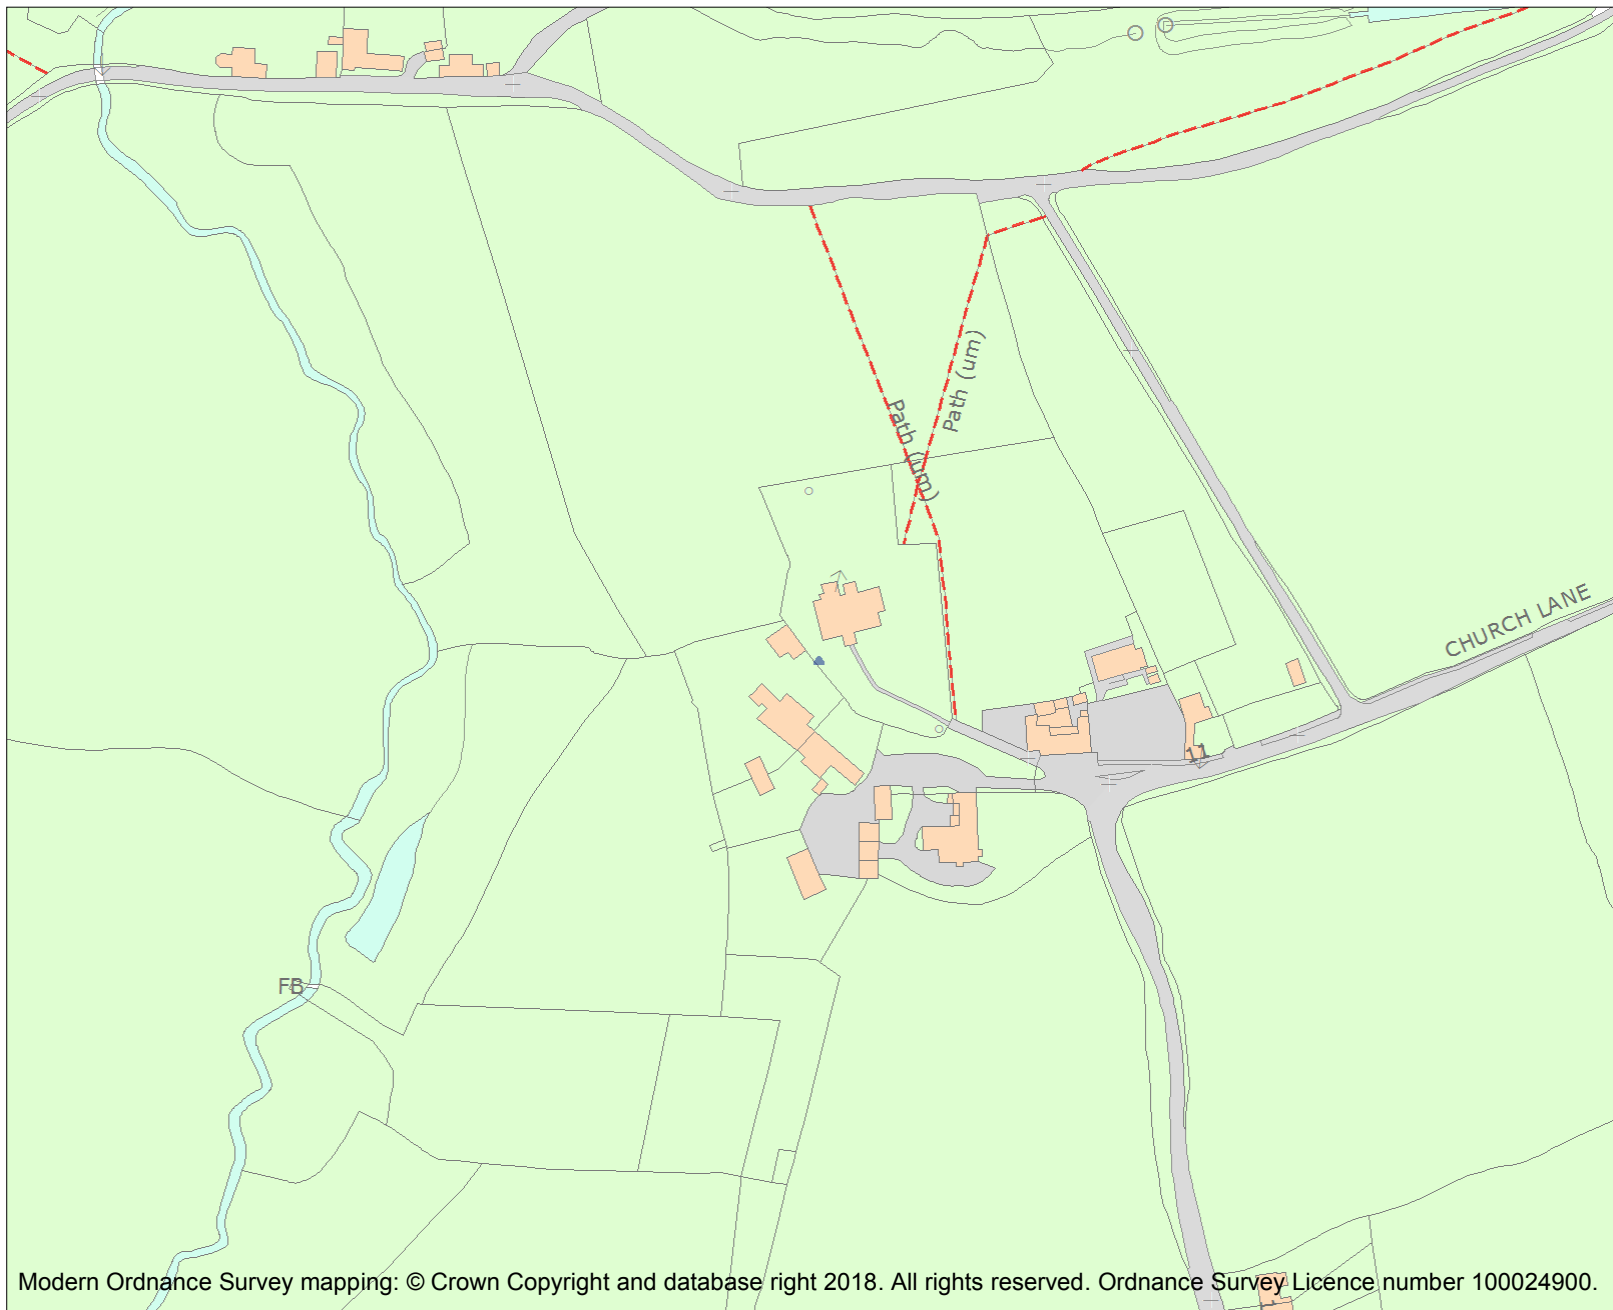 Path (um)
Path (um)
CHURCH LANE
11
FB
1
Modern Ordnance Survey mapping: © Crown Copyright and database right 2018. All rights reserved. Ordnance Survey Licence number 100024900.